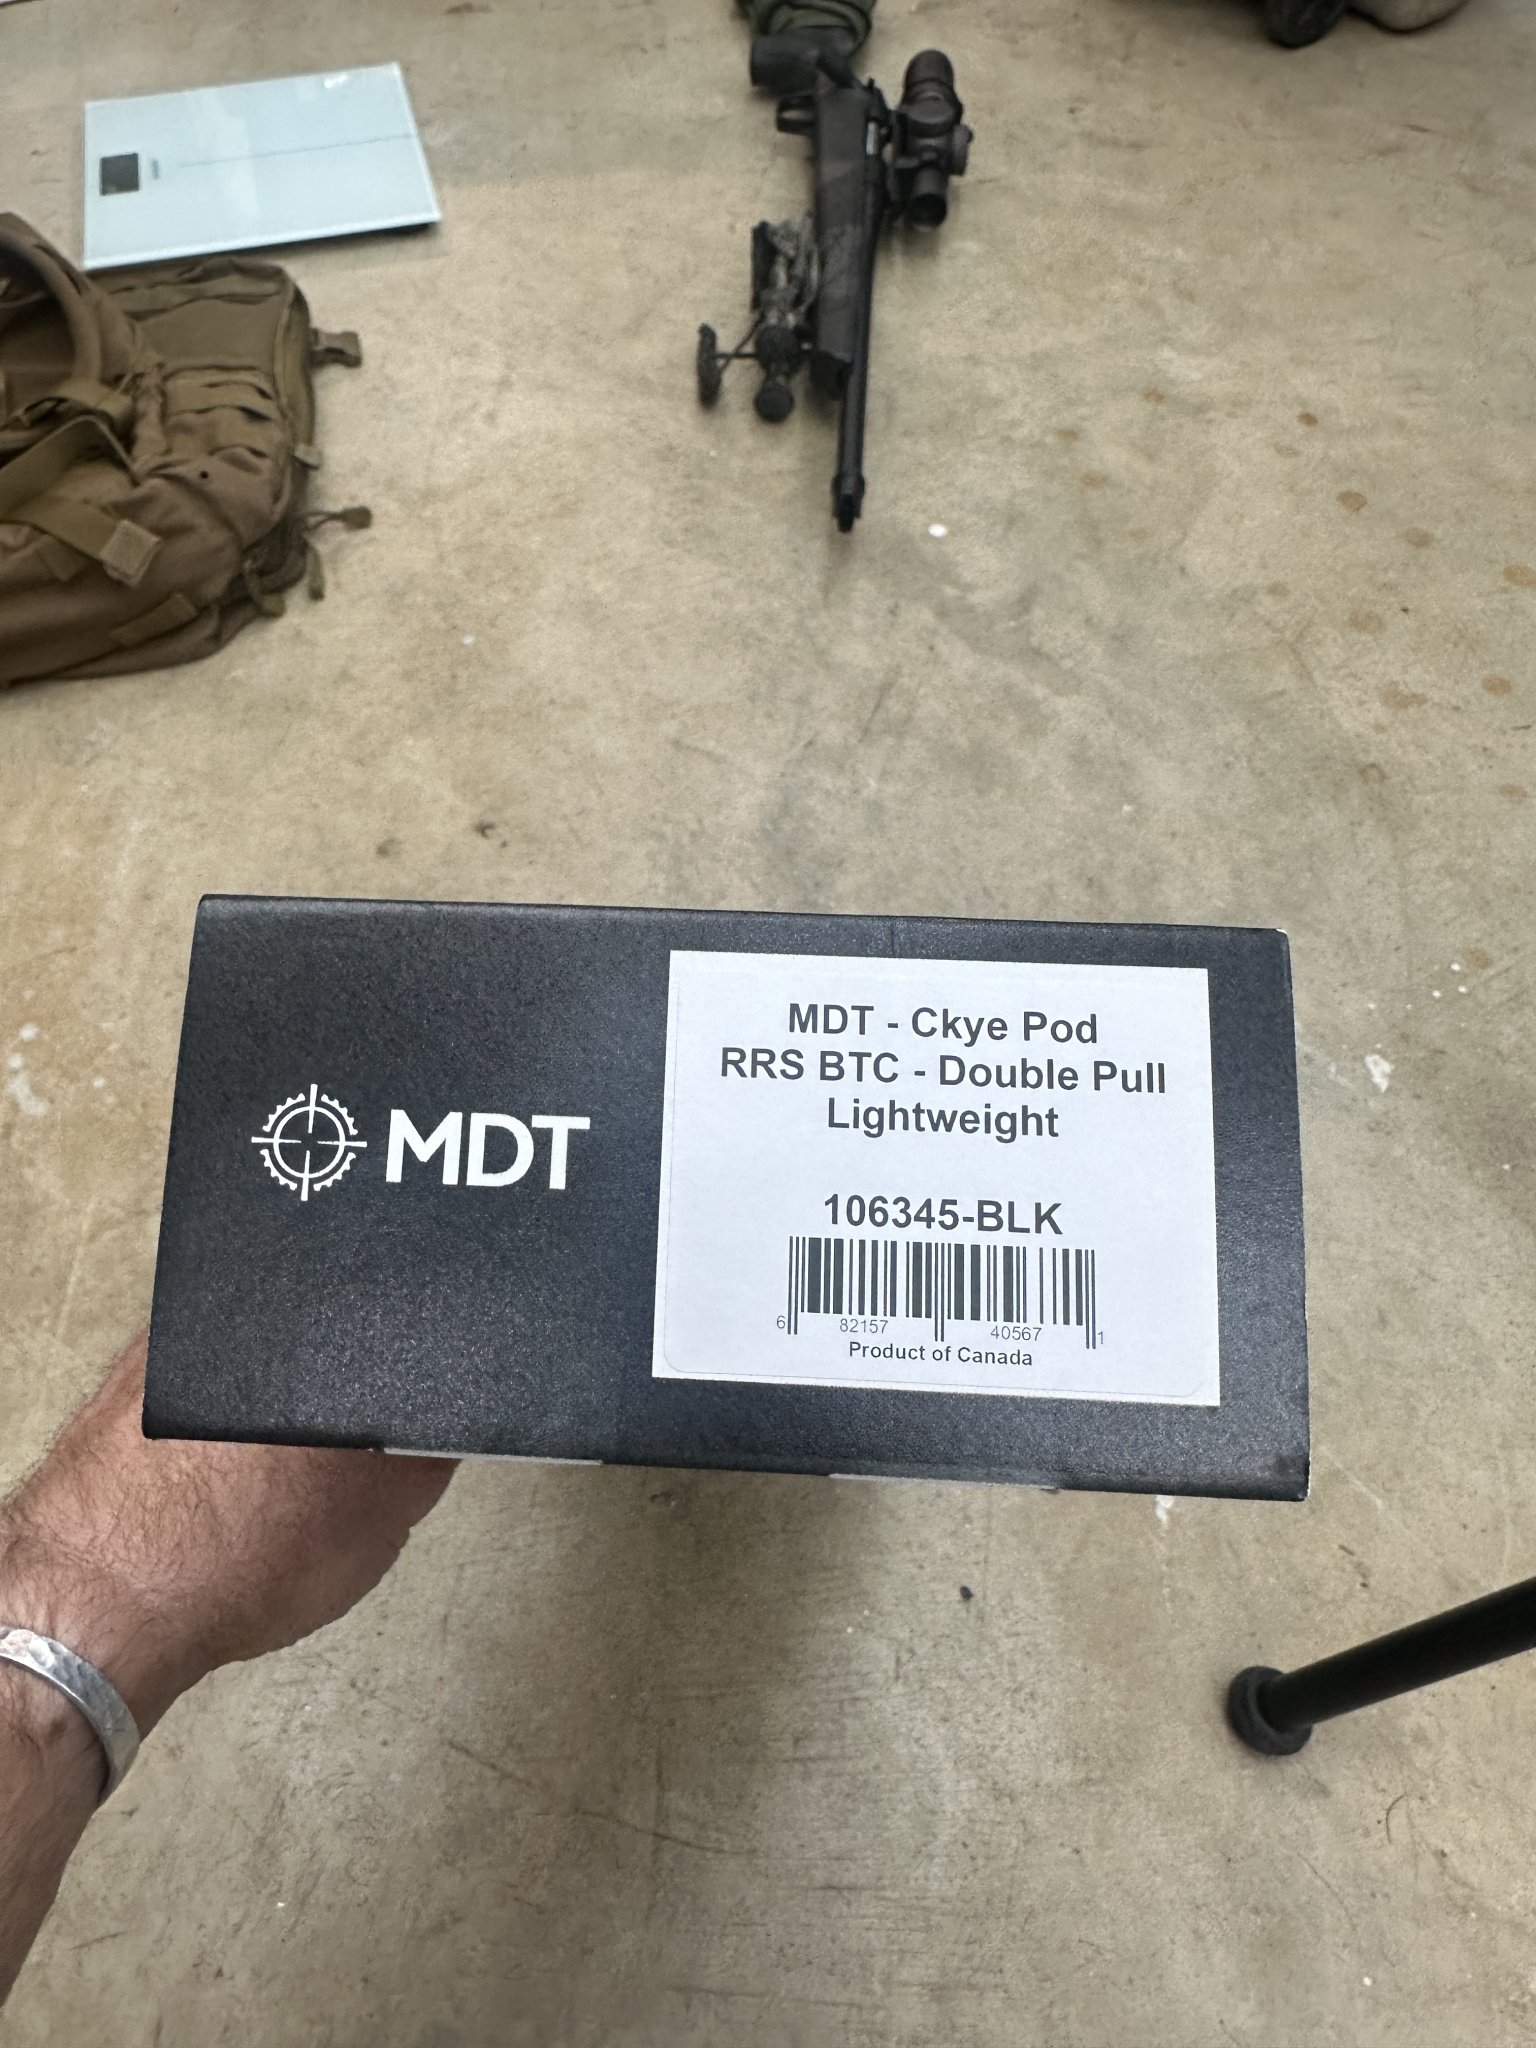 MDT
MDT - Ckye Pod
RRS BTC - Double Pull
Lightweight
106345-BLK
6 82157 40567 1
Product of Canada